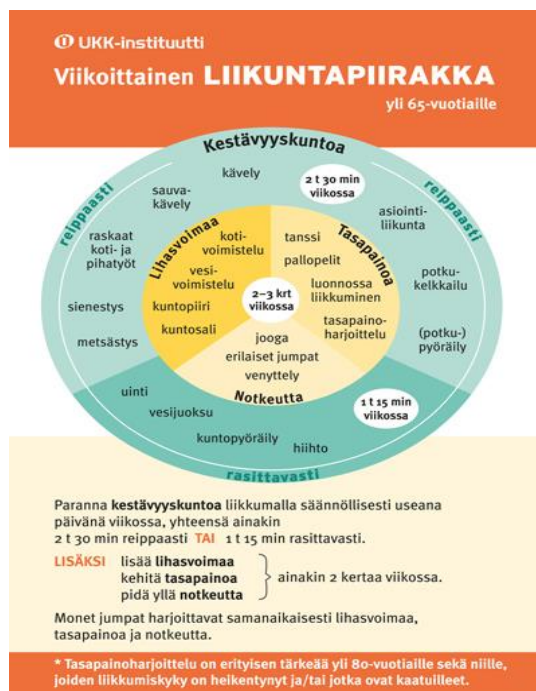 UKK-instituutti
Viikoittainen LIIKUNTAPIIRAKKA
yli 65-vuotiaille
Kestävyyskuntoa
reippaasti
reippaasti
kävely
2 t 30 min
viikossa
sauva-
kävely
asiointi-
liikunta
raskaat
koti- ja
pihatyöt
potku-
kelkkailu
sienestys
metsästys
(potku-)
pyöräily
Lihasvoimaa
koti-
voimistelu
vesi-
voimistelu
kuntopiiri
kuntosali
Tasapainoa
tanssi
pallopelit
luonnossa
liikkuminen
tasapaino-
harjoittelu
2–3 krt
viikossa
jooga
erilaiset jumpat
venyttely
Notkeutta
uinti
vesijuoksu
kuntopyöräily
hiihto
1 t 15 min
viikossa
rasittavasti
Paranna kestävyyskuntoa liikkumalla säännöllisesti useana
päivänä viikossa, yhteensä ainakin
2 t 30 min reippaasti TAI 1 t 15 min rasittavasti.
LISÄKSI lisää lihasvoimaa
kehitä tasapainoa
pidä yllä notkeutta
ainakin 2 kertaa viikossa.
Monet jumpat harjoittavat samanaikaisesti lihasvoimaa,
tasapainoa ja notkeutta.
* Tasapainoharjoittelu on erityisen tärkeää yli 80-vuotiaille sekä niille,
joiden liikkumiskyky on heikentynyt ja/tai jotka ovat kaatuilleet.